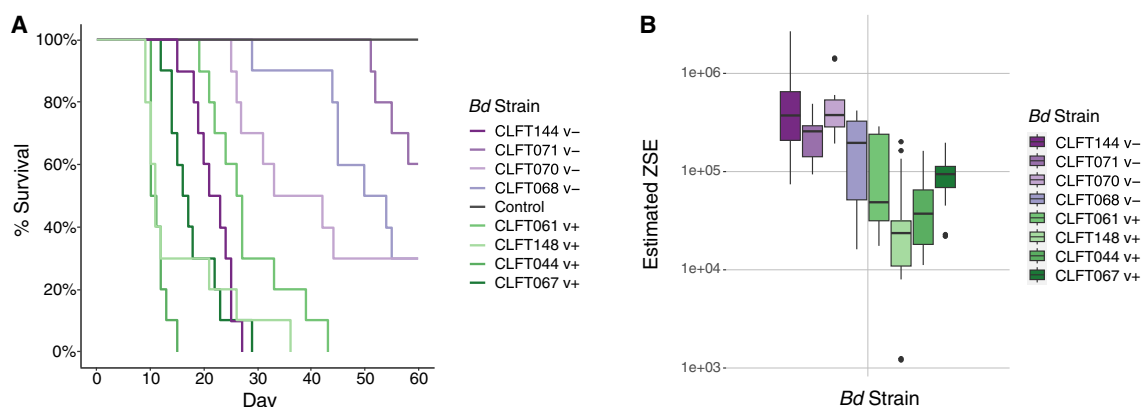 A
100%
80%
60%
40%
20%
0%
% Survival
0 10 20 30 40 50 60
Day
Bd Strain
CLFT144 v–
CLFT071 v–
CLFT070 v–
CLFT068 v–
Control
CLFT061 v+
CLFT148 v+
CLFT044 v+
CLFT067 v+
B
1e+06
1e+05
1e+04
1e+03
Estimated ZSE
Bd Strain
Bd Strain
CLFT144 v–
CLFT071 v–
CLFT070 v–
CLFT068 v–
CLFT061 v+
CLFT148 v+
CLFT044 v+
CLFT067 v+